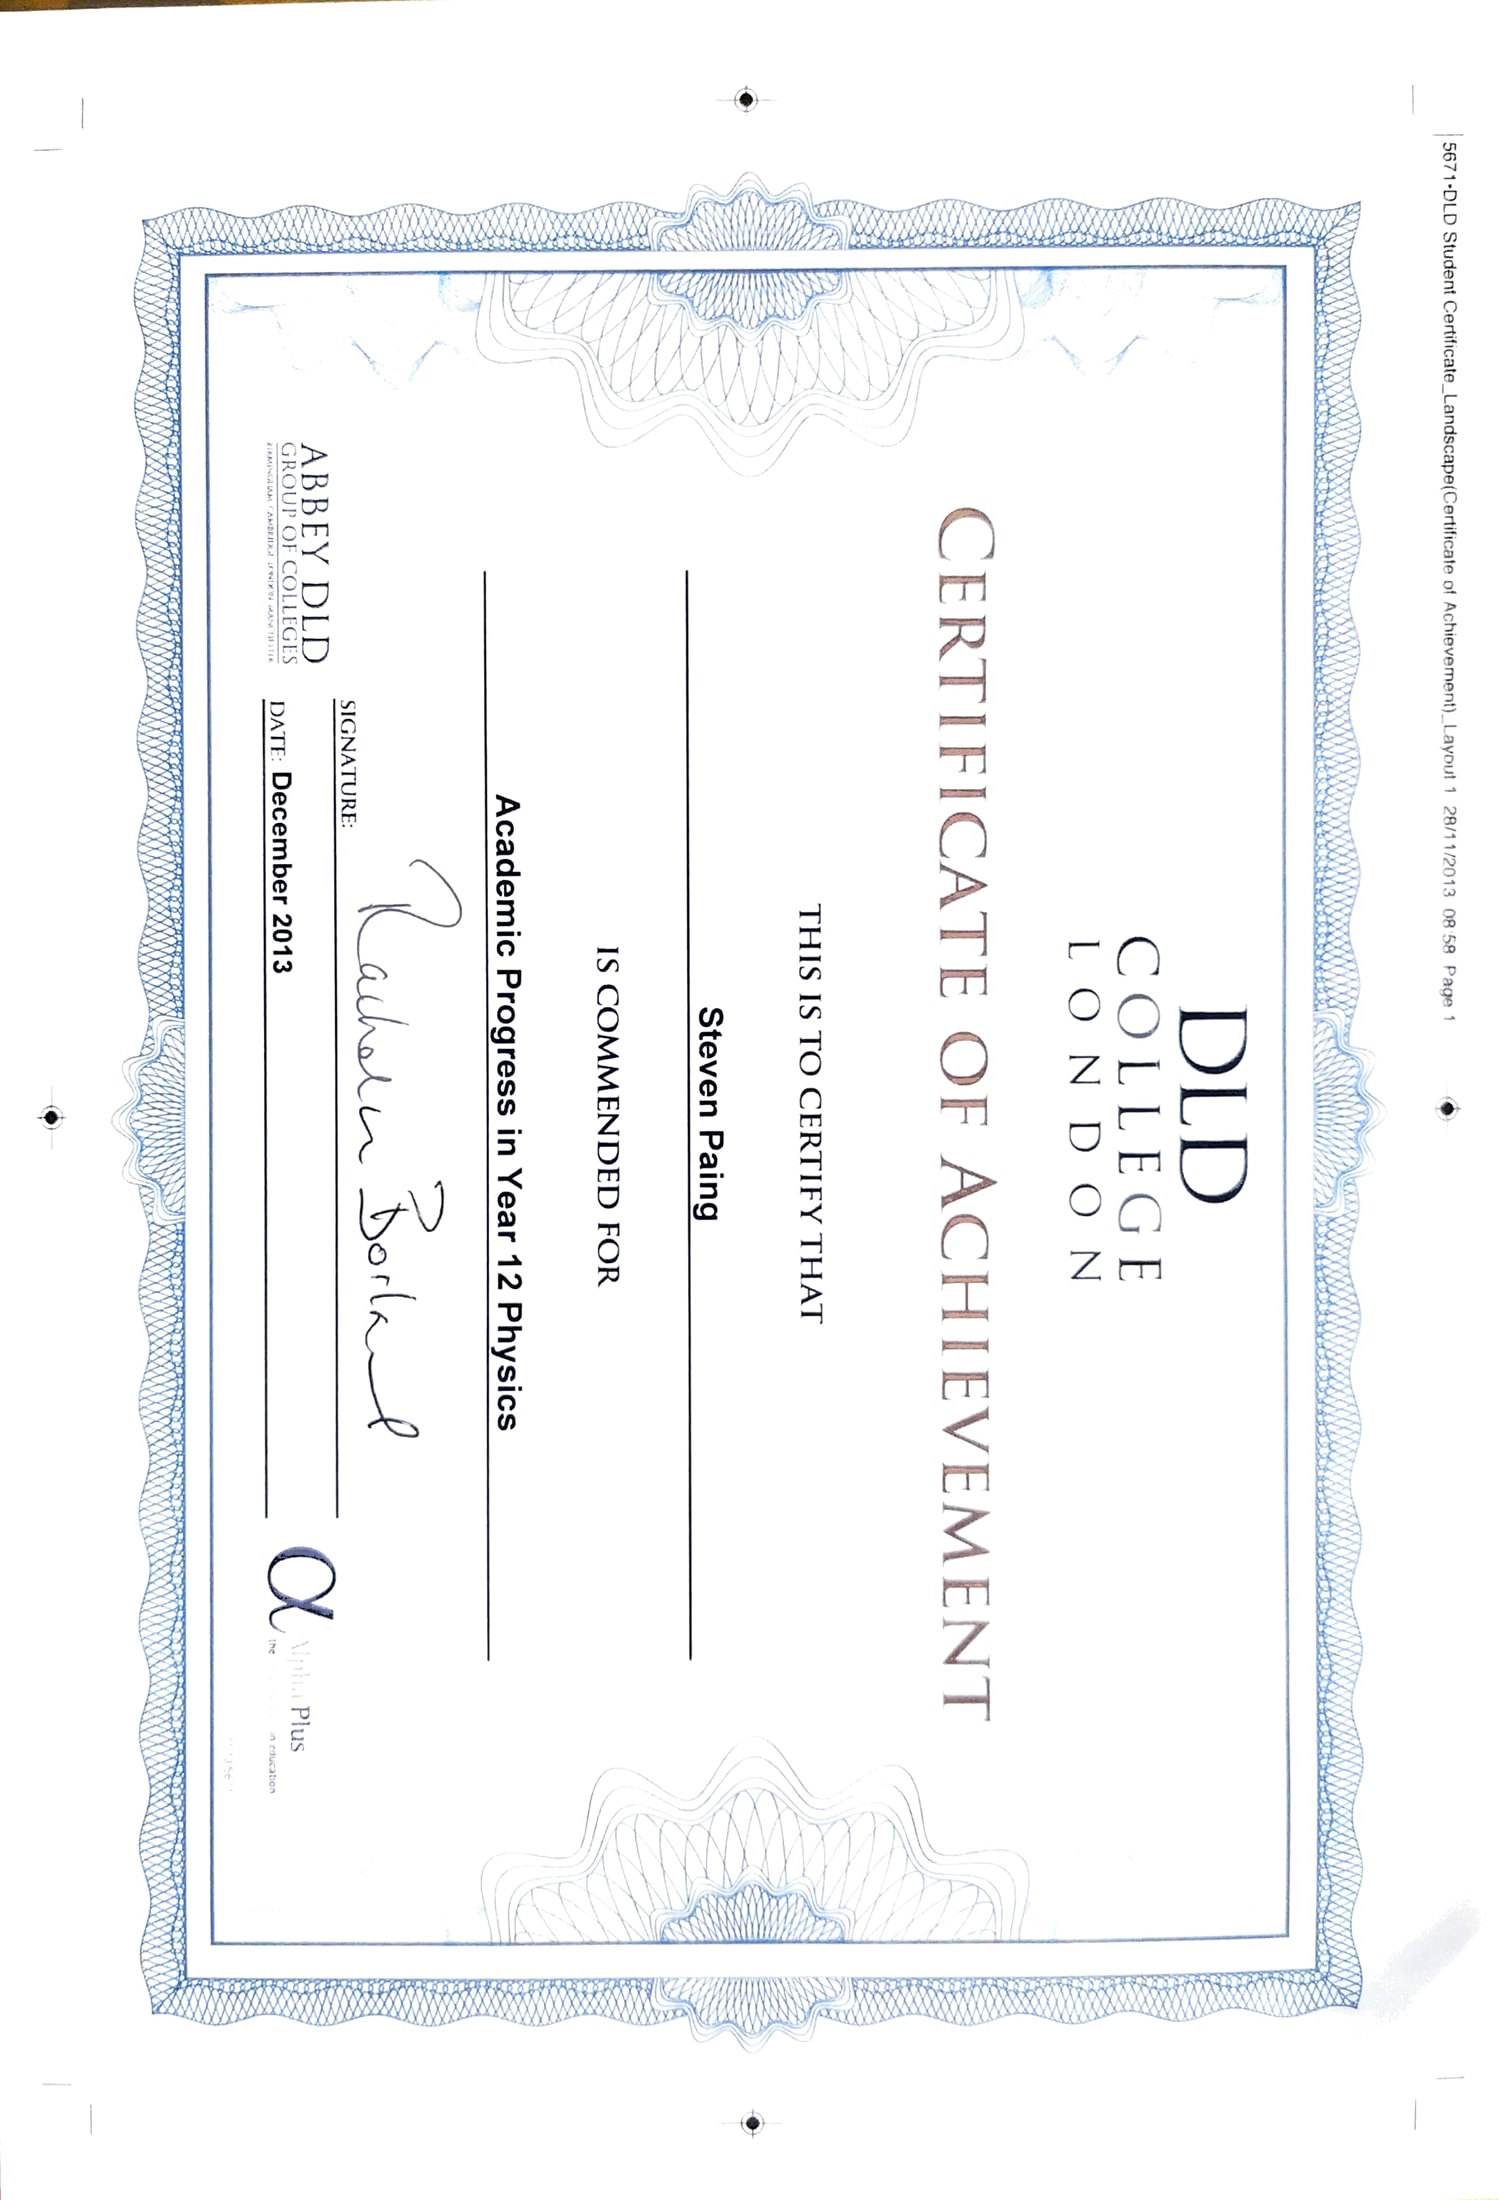 5671•DLD Student Certificate_Landscape(Certificate of Achievement)_Layout 1 28/11/2013 08:58 Page 1
DLD
COLLEGE
LONDON
CERTIFICATE OF ACHIEVEMENT
THIS IS TO CERTIFY THAT
Steven Paing
IS COMMENDED FOR
Academic Progress in Year 12 Physics
SIGNATURE: Rachel Borland
ABBEY DLD
GROUP OF COLLEGES
BIRMINGHAM CAMBRIDGE LONDON MANCHESTER
DATE: December 2013
α Alpha Plus
the in education